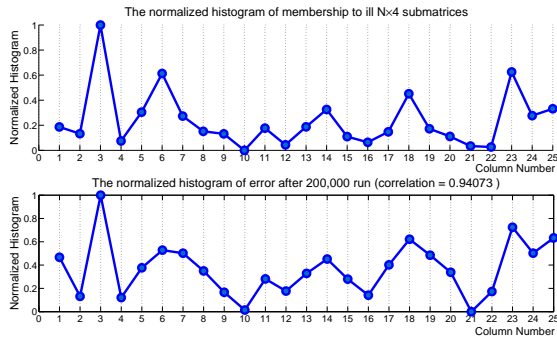 The normalized histogram of membership to ill N×4 submatrices
Normalized Histogram
1
0.8
0.6
0.4
0.2
0
0 1 2 3 4 5 6 7 8 9 10 11 12 13 14 15 16 17 18 19 20 21 22 23 24 25
Column Number
The normalized histogram of error after 200,000 run (correlation = 0.94073 )
Normalized Histogram
1
0.8
0.6
0.4
0.2
0
0 1 2 3 4 5 6 7 8 9 10 11 12 13 14 15 16 17 18 19 20 21 22 23 24 25
Column Number